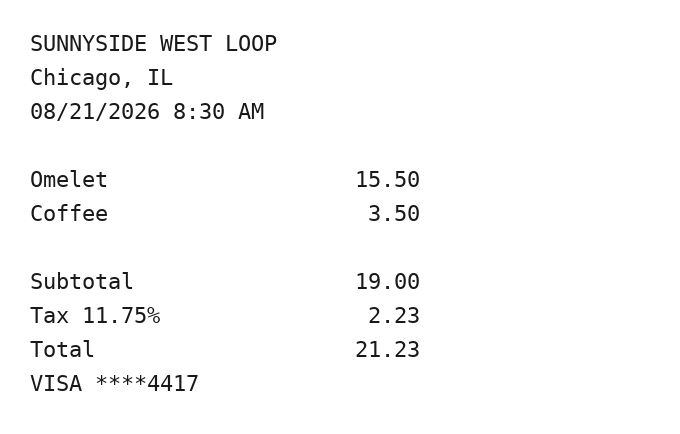 SUNNYSIDE WEST LOOP
Chicago, IL
08/21/2026 8:30 AM
Omelet 15.50
Coffee 3.50
Subtotal 19.00
Tax 11.75% 2.23
Total 21.23
VISA ****4417